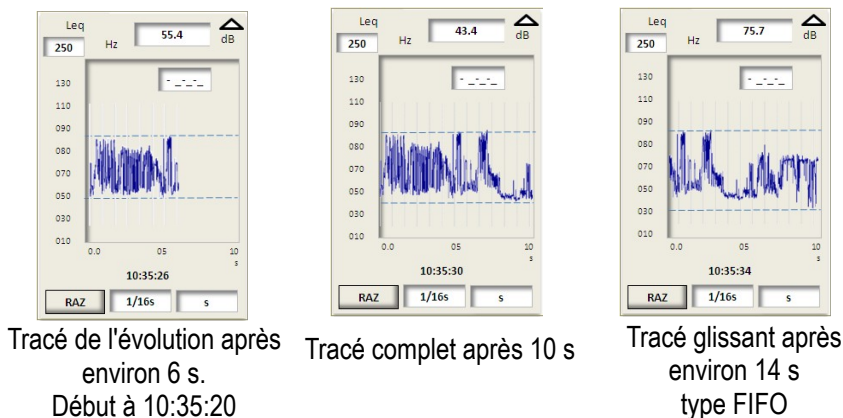 Leq
250
Hz
55.4
dB
- _-_-_
130
110
090
080
070
050
030
010
0.0
05
10
s
10:35:26
RAZ
1/16s
s
Tracé de l'évolution après
environ 6 s.
Début à 10:35:20
Leq
250
Hz
43.4
dB
- _-_-_
130
110
090
080
070
050
030
010
0.0
05
10
s
10:35:30
RAZ
1/16s
s
Tracé complet après 10 s
Leq
250
Hz
75.7
dB
- _-_-_
130
110
090
080
070
050
030
010
0.0
05
10
s
10:35:34
RAZ
1/16s
s
Tracé glissant après
environ 14 s
type FIFO